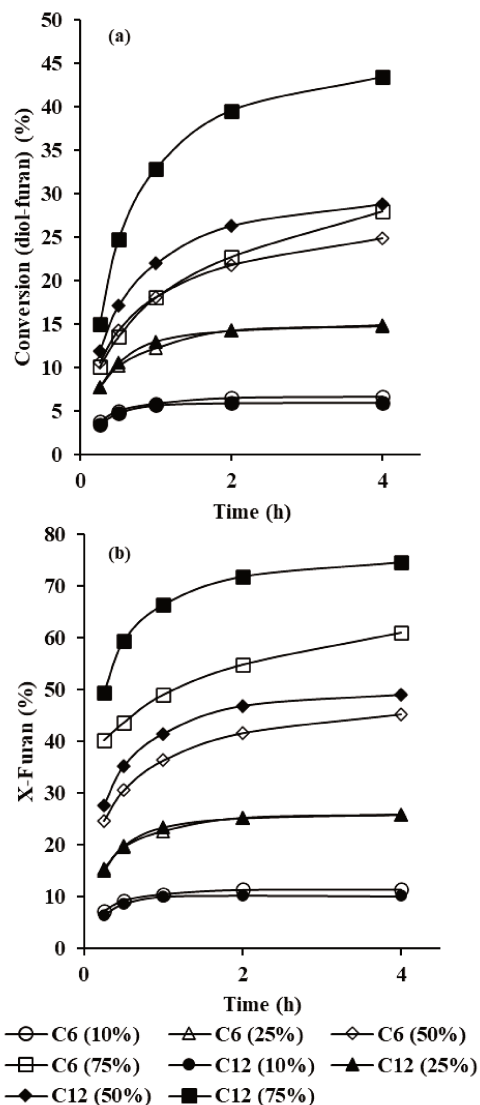 (a)
50
45
40
35
30
25
20
15
10
5
0
Conversion (diol-furan) (%)
0 2 4
Time (h)
(b)
80
70
60
50
40
30
20
10
0
X-Furan (%)
0 2 4
Time (h)
C6 (10%) C6 (25%) C6 (50%)
C6 (75%) C12 (10%) C12 (25%)
C12 (50%) C12 (75%)